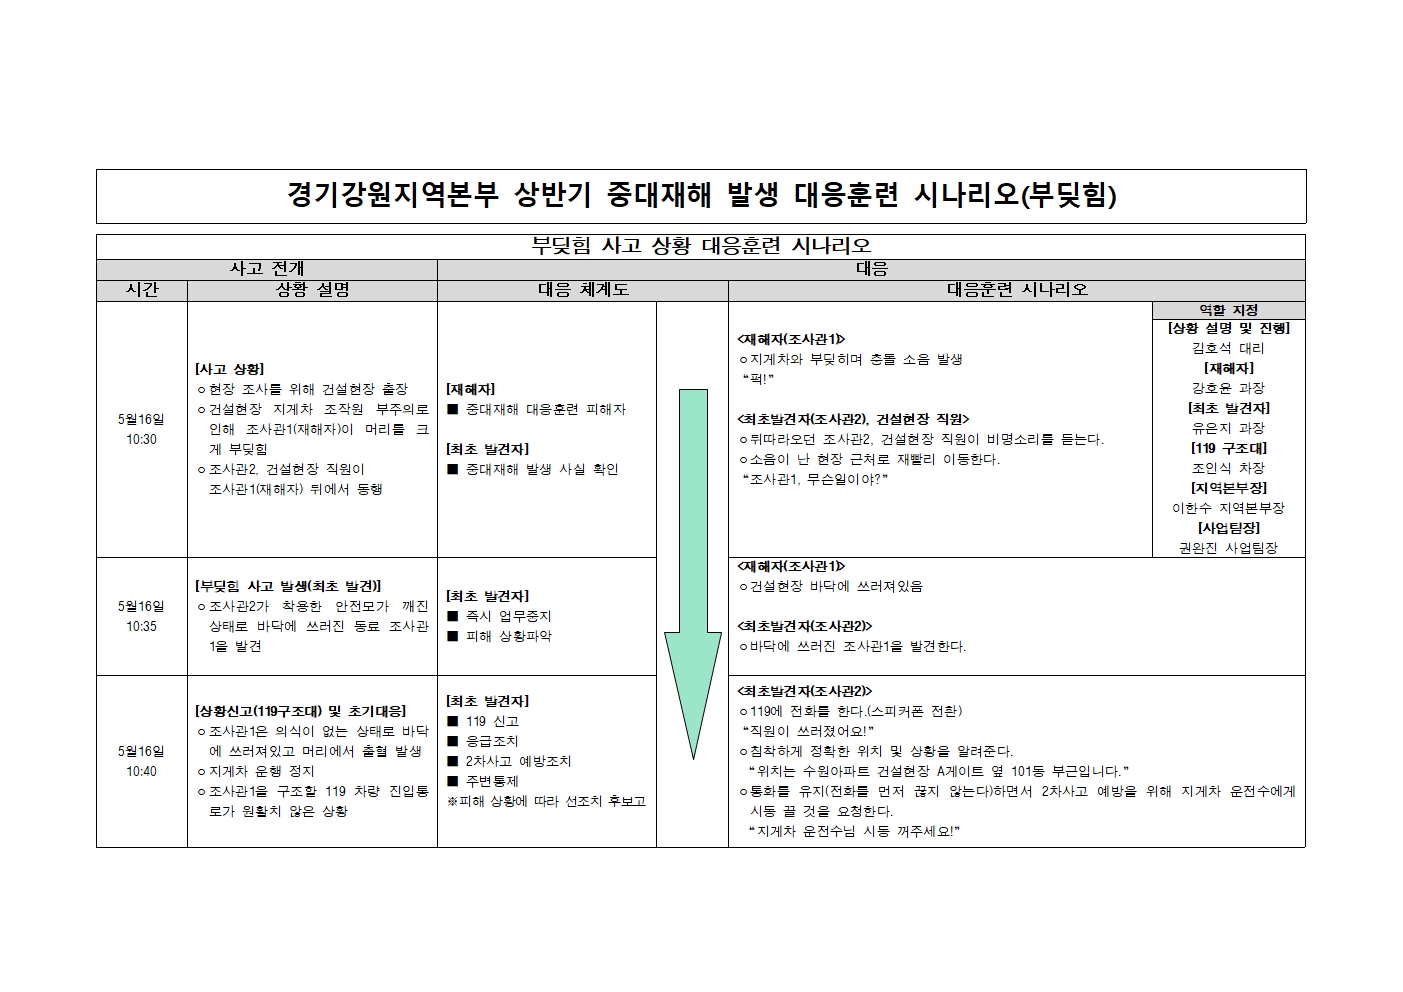 경기강원지역본부 상반기 중대재해 발생 대응훈련 시나리오(부딪힘)
부딪힘 사고 상황 대응훈련 시나리오
사고 전개
대응
시간
상황 설명
대응 체계도
대응훈련 시나리오
5월16일
10:30
[사고 상황]
ㅇ현장 조사를 위해 건설현장 출장
ㅇ건설현장 지게차 조작원 부주의로
인해 조사관1(재해자)이 머리를 크
게 부딪힘
ㅇ조사관2, 건설현장 직원이
조사관1(재해자) 뒤에서 동행
[재해자]
■ 중대재해 대응훈련 피해자
[최초 발견자]
■ 중대재해 발생 사실 확인
<재해자(조사관1)>
ㅇ지게차와 부딪히며 충돌 소음 발생
“퍽!”
<최초발견자(조사관2), 건설현장 직원>
ㅇ뒤따라오던 조사관2, 건설현장 직원이 비명소리를 듣는다.
ㅇ소음이 난 현장 근처로 재빨리 이동한다.
“조사관1, 무슨일이야?”
역할 지정
[상황 설명 및 진행]
김호석 대리
[재해자]
강호윤 과장
[최초 발견자]
유은지 과장
[119 구조대]
조인식 차장
[지역본부장]
이한수 지역본부장
[사업팀장]
권완진 사업팀장
5월16일
10:35
[부딪힘 사고 발생(최초 발견)]
ㅇ조사관2가 착용한 안전모가 깨진
상태로 바닥에 쓰러진 동료 조사관
1을 발견
[최초 발견자]
■ 즉시 업무중지
■ 피해 상황파악
<재해자(조사관1)>
ㅇ건설현장 바닥에 쓰러져있음
<최초발견자(조사관2)>
ㅇ바닥에 쓰러진 조사관1을 발견한다.
5월16일
10:40
[상황신고(119구조대) 및 초기대응]
ㅇ조사관1은 의식이 없는 상태로 바닥
에 쓰러져있고 머리에서 출혈 발생
ㅇ지게차 운행 정지
ㅇ조사관1을 구조할 119 차량 진입통
로가 원활치 않은 상황
[최초 발견자]
■ 119 신고
■ 응급조치
■ 2차사고 예방조치
■ 주변통제
※피해 상황에 따라 선조치 후보고
<최초발견자(조사관2)>
ㅇ119에 전화를 한다.(스피커폰 전환)
“직원이 쓰러졌어요!”
ㅇ침착하게 정확한 위치 및 상황을 알려준다.
“위치는 수원아파트 건설현장 A게이트 옆 101동 부근입니다.”
ㅇ통화를 유지(전화를 먼저 끊지 않는다)하면서 2차사고 예방을 위해 지게차 운전수에게
시동 끌 것을 요청한다.
“지게차 운전수님 시동 꺼주세요!”